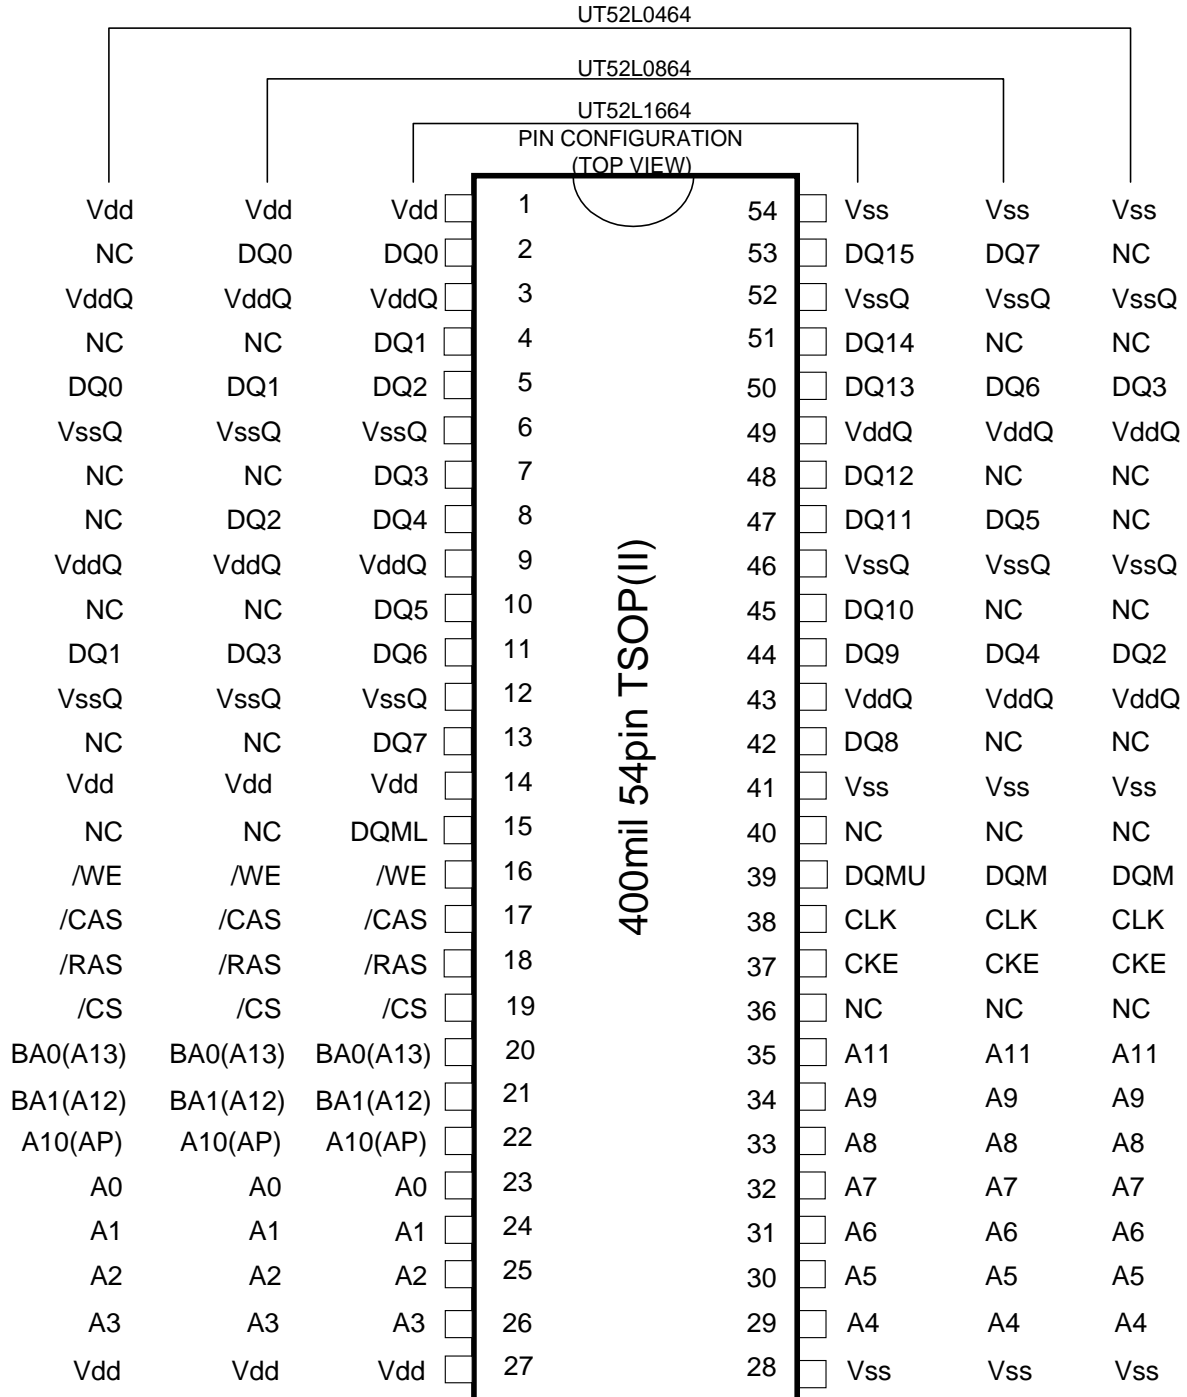 UT52L0464
UT52L0864
UT52L1664
PIN CONFIGURATION
(TOP VIEW)
Vdd Vdd Vdd 1 54 Vss Vss Vss
NC DQ0 DQ0 2 53 DQ15 DQ7 NC
VddQ VddQ VddQ 3 52 VssQ VssQ VssQ
NC NC DQ1 4 51 DQ14 NC NC
DQ0 DQ1 DQ2 5 50 DQ13 DQ6 DQ3
VssQ VssQ VssQ 6 49 VddQ VddQ VddQ
NC NC DQ3 7 48 DQ12 NC NC
NC DQ2 DQ4 8 47 DQ11 DQ5 NC
VddQ VddQ VddQ 9 46 VssQ VssQ VssQ
NC NC DQ5 10 45 DQ10 NC NC
DQ1 DQ3 DQ6 11 44 DQ9 DQ4 DQ2
VssQ VssQ VssQ 12 43 VddQ VddQ VddQ
NC NC DQ7 13 42 DQ8 NC NC
Vdd Vdd Vdd 14 41 Vss Vss Vss
NC NC DQML 15 40 NC NC NC
/WE /WE /WE 16 39 DQMU DQM DQM
/CAS /CAS /CAS 17 38 CLK CLK CLK
/RAS /RAS /RAS 18 37 CKE CKE CKE
/CS /CS /CS 19 36 NC NC NC
BA0(A13) BA0(A13) BA0(A13) 20 35 A11 A11 A11
BA1(A12) BA1(A12) BA1(A12) 21 34 A9 A9 A9
A10(AP) A10(AP) A10(AP) 22 33 A8 A8 A8
A0 A0 A0 23 32 A7 A7 A7
A1 A1 A1 24 31 A6 A6 A6
A2 A2 A2 25 30 A5 A5 A5
A3 A3 A3 26 29 A4 A4 A4
Vdd Vdd Vdd 27 28 Vss Vss Vss
400mil 54pin TSOP(II)